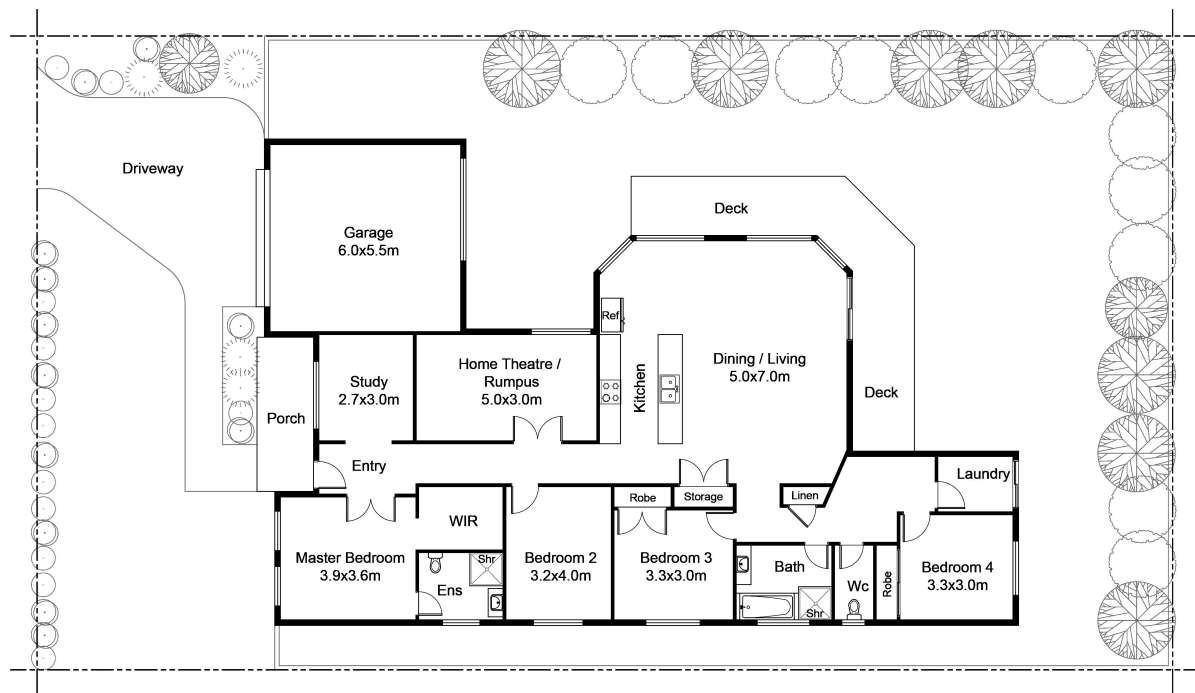 Driveway
Garage
6.0x5.5m
Deck
Ref
Home Theatre /
Rumpus
5.0x3.0m
Study
2.7x3.0m
Kitchen
Dining / Living
5.0x7.0m
Deck
Porch
Entry
Laundry
WIR
Robe
Storage
Linen
Master Bedroom
3.9x3.6m
Shr
Ens
Bedroom 2
3.2x4.0m
Bedroom 3
3.3x3.0m
Bath
Shr
Wc
Robe
Bedroom 4
3.3x3.0m